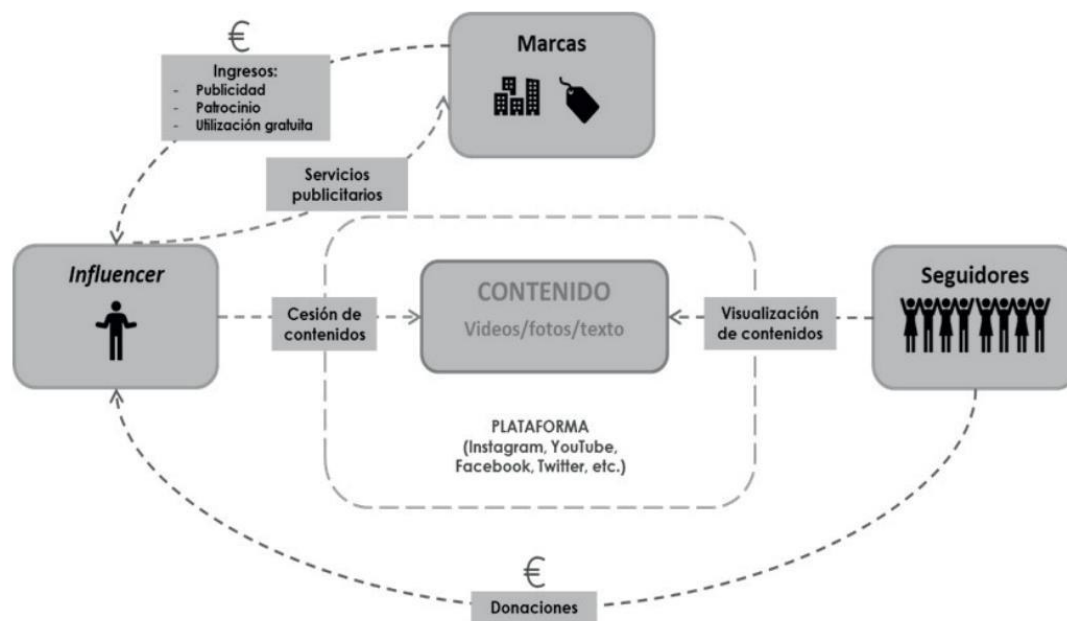 €
Ingresos:
- Publicidad
- Patrocinio
- Utilización gratuita
Marcas
Servicios
publicitarios
Influencer
Cesión de
contenidos
CONTENIDO
Videos/fotos/texto
Visualización
de contenidos
Seguidores
PLATAFORMA
(Instagram, YouTube,
Facebook, Twitter, etc.)
€
Donaciones